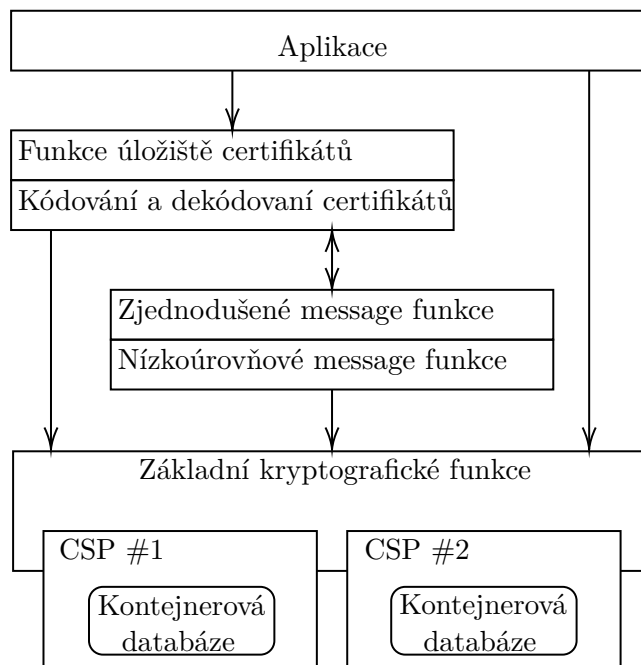 Aplikace
Funkce úložiště certifikátů
Kódování a dekódovaní certifikátů
Zjednodušené message funkce
Nízkoúrovňové message funkce
Základní kryptografické funkce
CSP #1
CSP #2
Kontejnerová
databáze
Kontejnerová
databáze